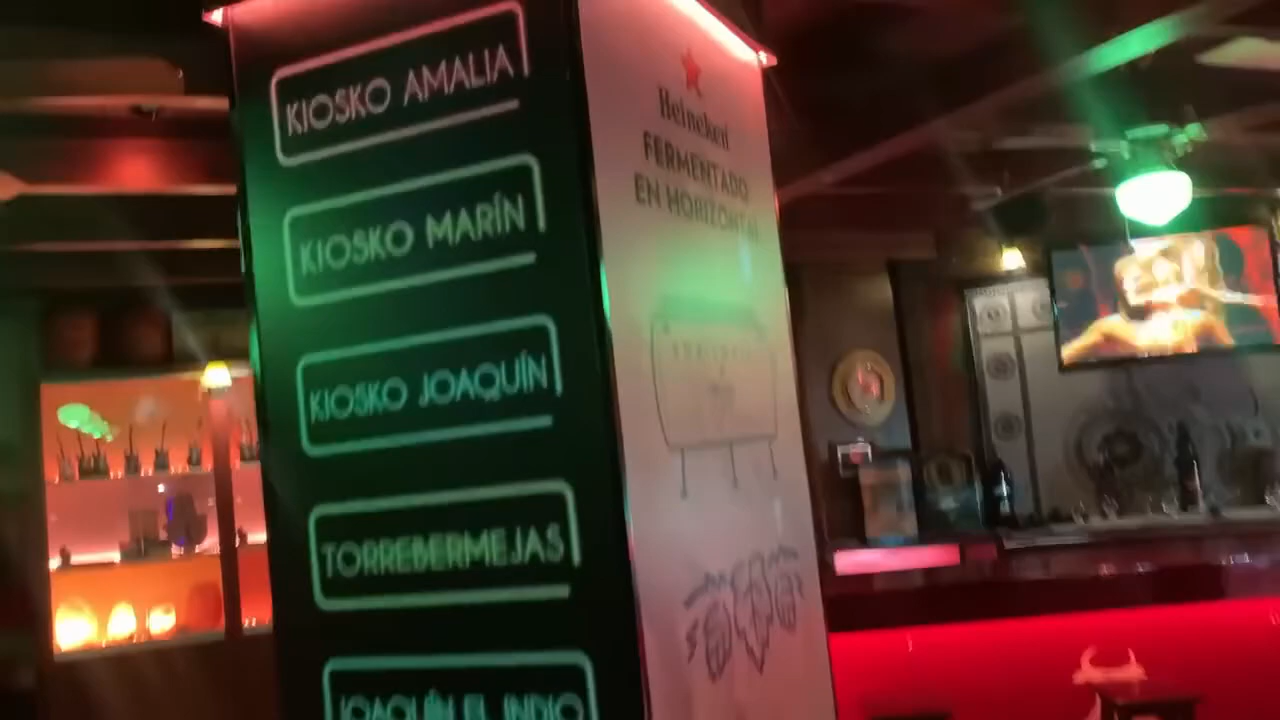 KIOSKO AMALIA
KIOSKO MARÍN
KIOSKO JOAQUÍN
TORREBERMEJAS
JOAQUÍN EL INDIO
Heineken
FERMENTADO
EN HORIZONTAL